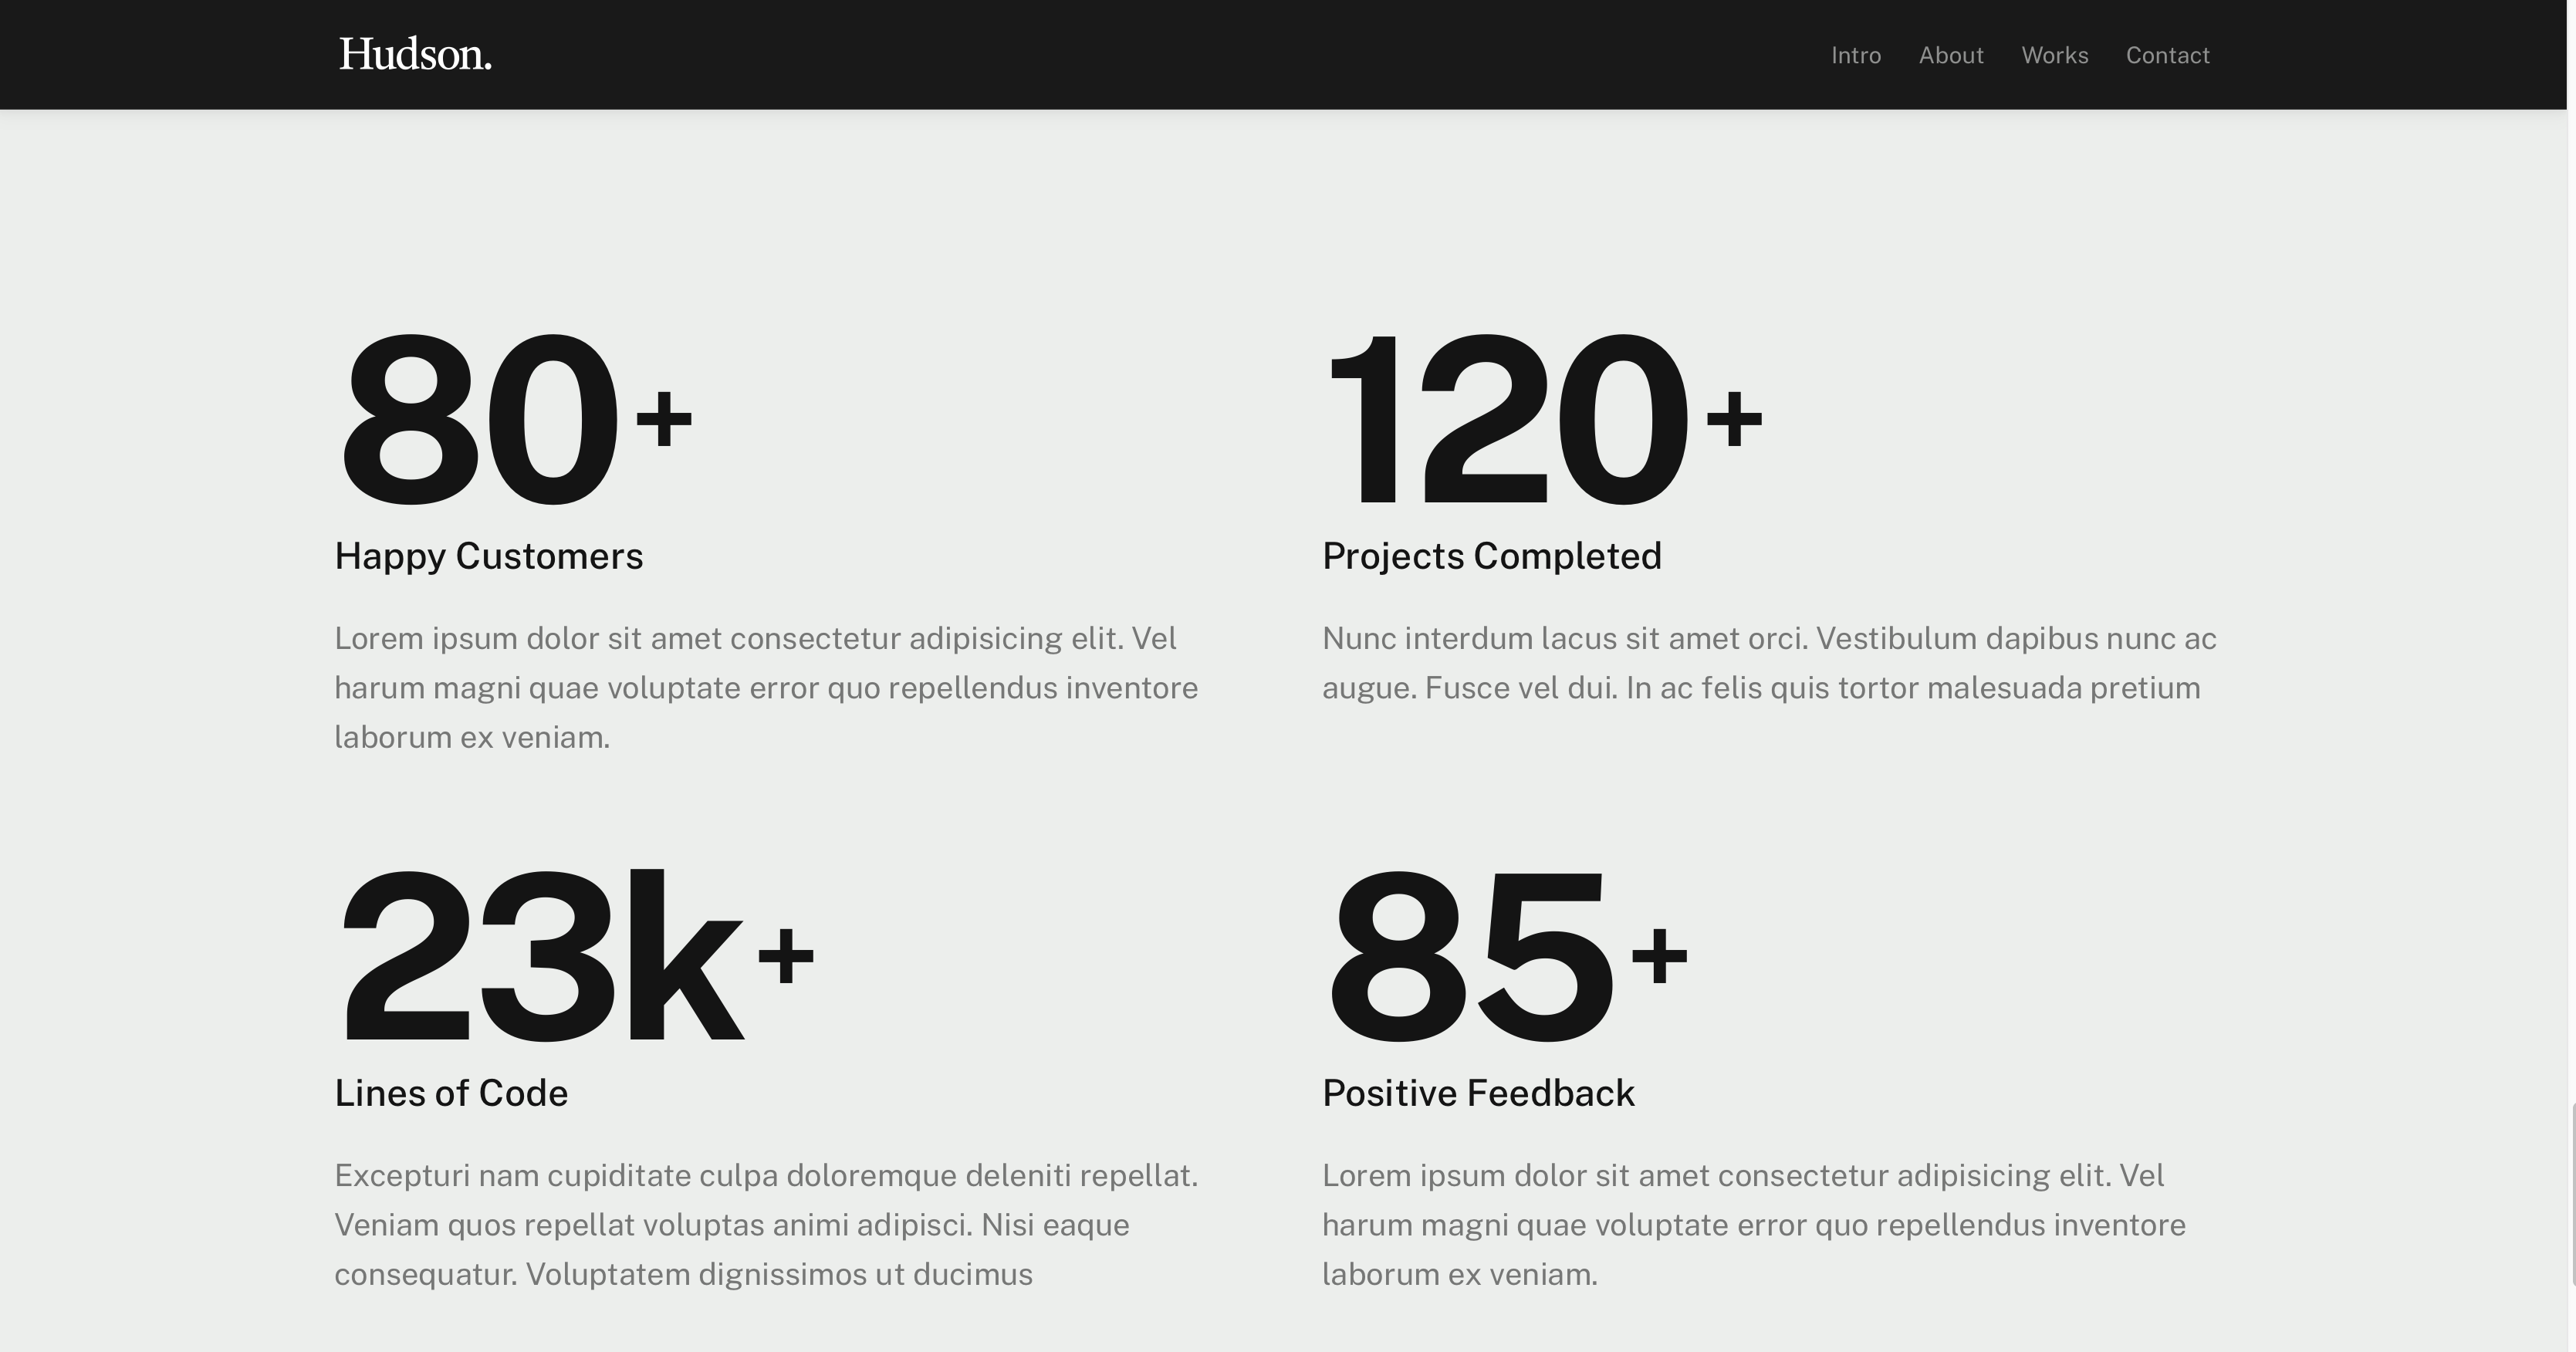 Hudson.
Intro About Works Contact
80+
Happy Customers
Lorem ipsum dolor sit amet consectetur adipisicing elit. Vel
harum magni quae voluptate error quo repellendus inventore
laborum ex veniam.
120+
Projects Completed
Nunc interdum lacus sit amet orci. Vestibulum dapibus nunc ac
augue. Fusce vel dui. In ac felis quis tortor malesuada pretium
23k+
Lines of Code
Excepturi nam cupiditate culpa doloremque deleniti repellat.
Veniam quos repellat voluptas animi adipisci. Nisi eaque
consequatur. Voluptatem dignissimos ut ducimus
85+
Positive Feedback
Lorem ipsum dolor sit amet consectetur adipisicing elit. Vel
harum magni quae voluptate error quo repellendus inventore
laborum ex veniam.